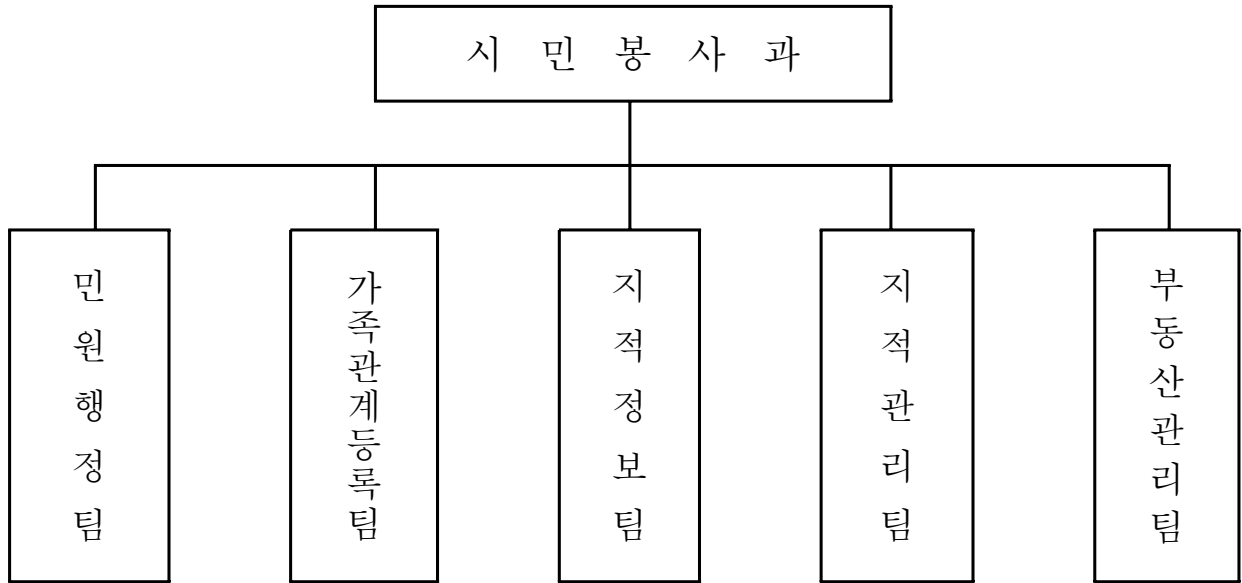 시 민 봉 사 과
민원행정팀
가족관계등록팀
지적정보팀
지적관리팀
부동산관리팀